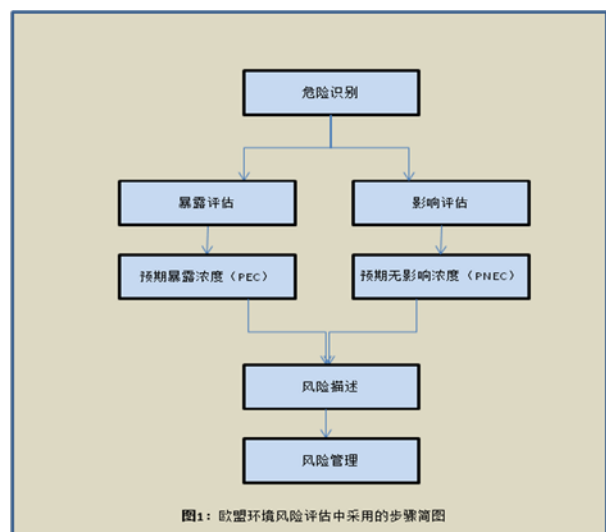 危险识别
暴露评估
影响评估
预期暴露浓度（PEC）
预期无影响浓度（PNEC）
风险描述
风险管理
图1：欧盟环境风险评估中采用的步骤简图